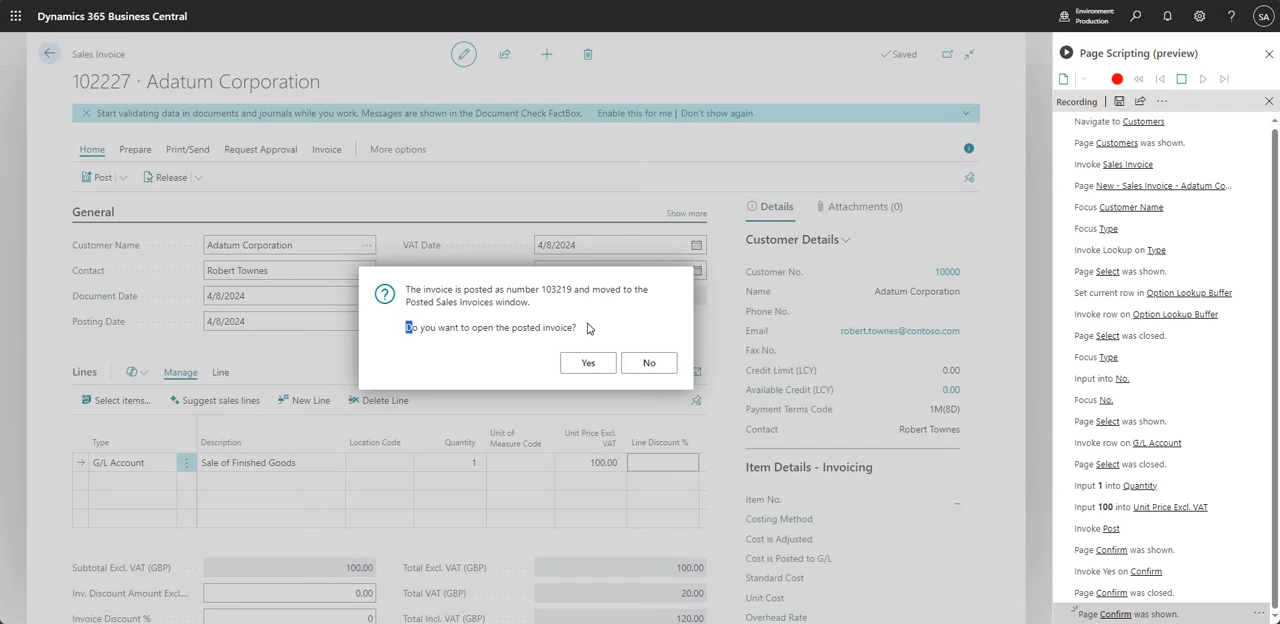 Dynamics 365 Business Central
Environment:
Production
?
SA
Sales Invoice
Saved
102227 · Adatum Corporation
Start validating data in documents and journals while you work. Messages are shown in the Document Check FactBox. Enable this for me | Don't show again
Home Prepare Print/Send Request Approval Invoice More options
Post Release
General
Show more
Customer Name Adatum Corporation ...
VAT Date 4/8/2024
Contact Robert Townes
Document Date 4/8/2024
Posting Date 4/8/2024
The invoice is posted as number 103219 and moved to the
Posted Sales Invoices window.
Do you want to open the posted invoice?
Yes No
Lines Manage Line
Select items... Suggest sales lines New Line Delete Line
Type Description Location Code Quantity Unit of Measure Code Unit Price Excl. VAT Line Discount %
G/L Account Sale of Finished Goods 1 100.00
Subtotal Excl. VAT (GBP) 100.00 Total Excl. VAT (GBP) 100.00
Inv. Discount Amount Excl.... 0.00 Total VAT (GBP) 20.00
Invoice Discount % 0 Total Incl. VAT (GBP) 120.00
Details Attachments (0)
Customer Details
Customer No. 10000
Name Adatum Corporation
Phone No.
Email robert.townes@contoso.com
Fax No.
Credit Limit (LCY) 0.00
Available Credit (LCY) 0.00
Payment Terms Code 1M(8D)
Contact Robert Townes
Item Details - Invoicing
Item No. _
Costing Method
Cost is Adjusted
Cost is Posted to G/L
Standard Cost
Unit Cost
Overhead Rate
Page Scripting (preview)
Recording
Navigate to Customers
Page Customers was shown.
Invoke Sales Invoice
Page New - Sales Invoice - Adatum Co...
Focus Customer Name
Focus Type
Invoke Lookup on Type
Page Select was shown.
Set current row in Option Lookup Buffer
Invoke row on Option Lookup Buffer
Page Select was closed.
Focus Type
Input into No.
Focus No.
Page Select was shown.
Invoke row on G/L Account
Page Select was closed.
Input 1 into Quantity
Input 100 into Unit Price Excl. VAT
Invoke Post
Page Confirm was shown.
Invoke Yes on Confirm
Page Confirm was closed.
Page Confirm was shown.